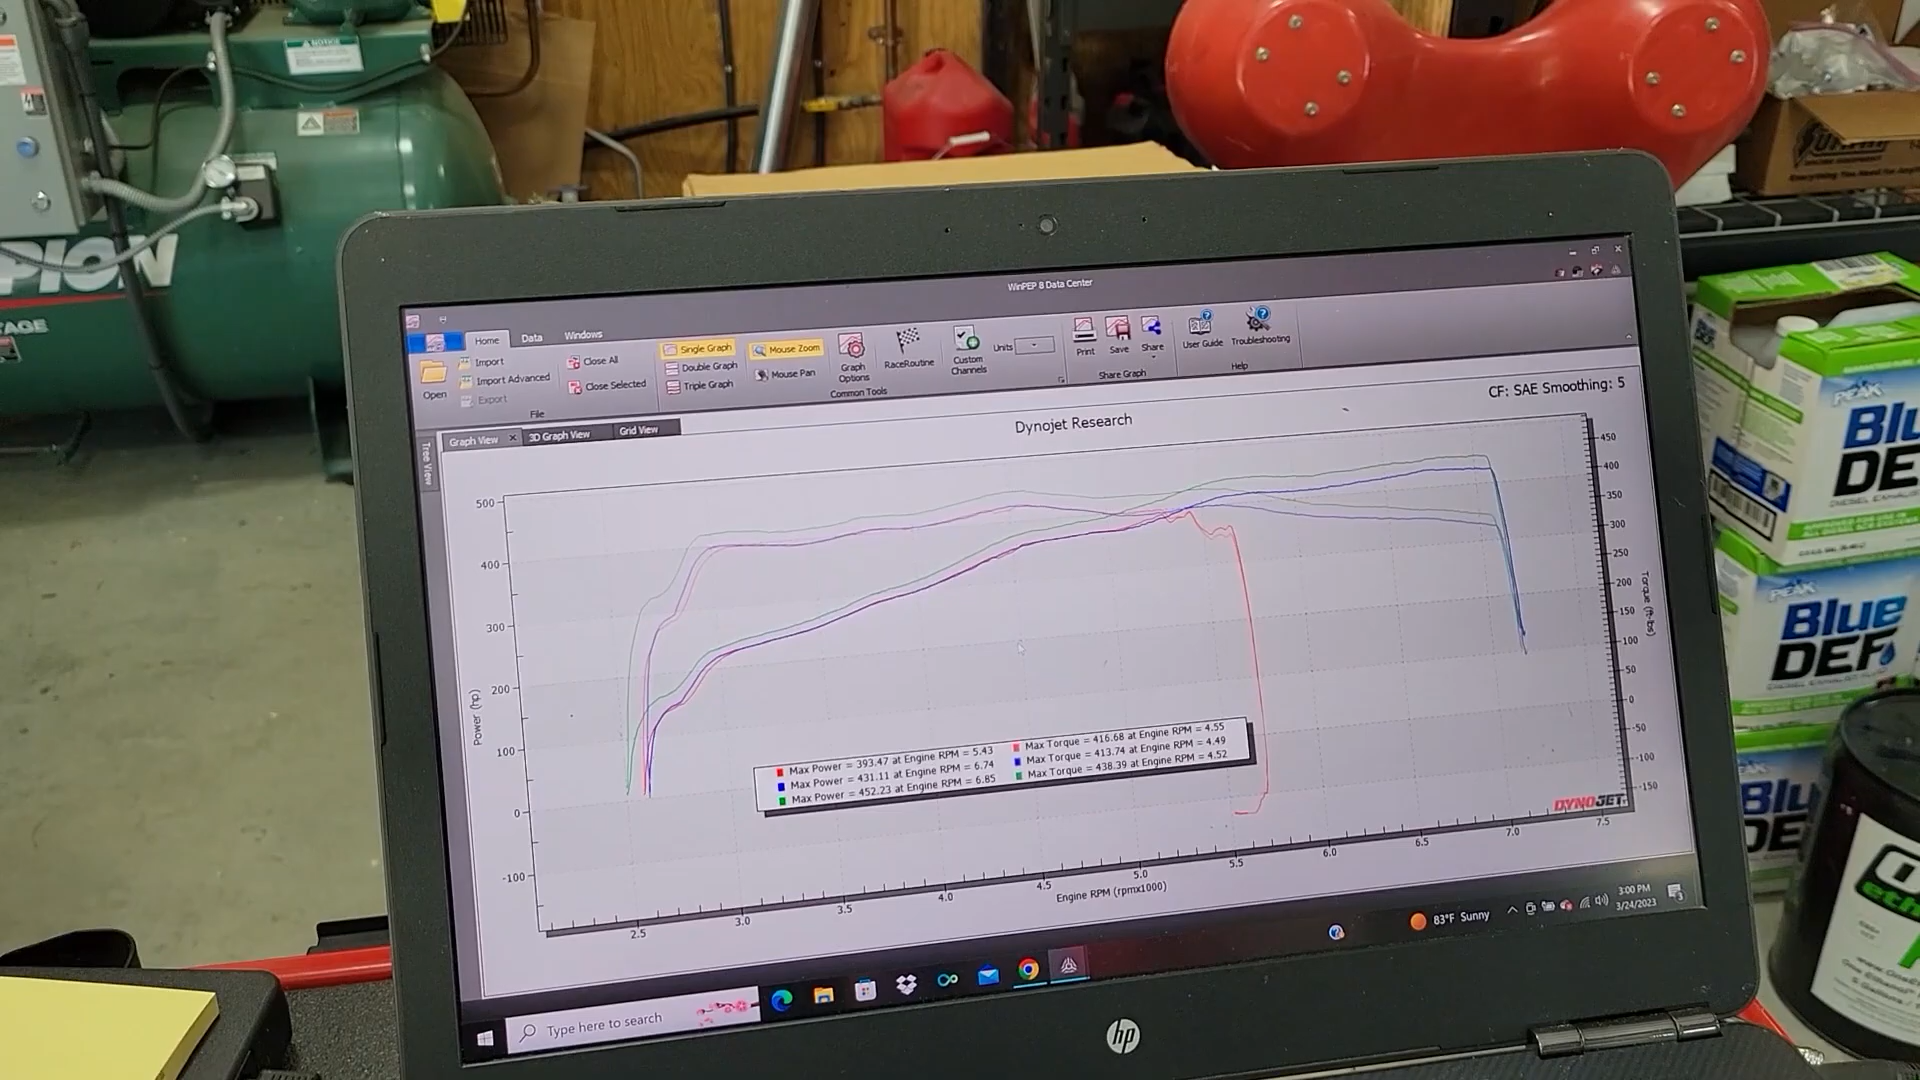 NOTICE
PION
TAGE
WinPEP 8 Data Center
Home
Data
Windows
Open
Import
Import Advanced
Export
Close All
Close Selected
File
Single Graph
Double Graph
Triple Graph
Mouse Zoom
Mouse Pan
Graph Options
RaceRoutine
Custom Channels
Common Tools
Units
Print
Save
Share
Share Graph
User Guide
Troubleshooting
Help
CF: SAE Smoothing: 5
Tree View
Graph View
3D Graph View
Grid View
Dynojet Research
Power (hp)
500
400
300
200
100
0
-100
450
400
350
300
250
200
150
100
50
0
-50
-100
-150
Torque (ft-lbs)
Max Power = 393.47 at Engine RPM = 5.43
Max Power = 431.11 at Engine RPM = 6.74
Max Power = 452.23 at Engine RPM = 6.85
Max Torque = 416.68 at Engine RPM = 4.55
Max Torque = 413.74 at Engine RPM = 4.49
Max Torque = 438.39 at Engine RPM = 4.52
DYNOJET
2.5
3.0
3.5
4.0
4.5
5.0
5.5
6.0
6.5
7.0
7.5
Engine RPM (rpmx1000)
83°F Sunny
3:00 PM
3/24/2023
Type here to search
hp
PEAK
Blu
DE
PEAK
Blue
DEF
Blu
DE